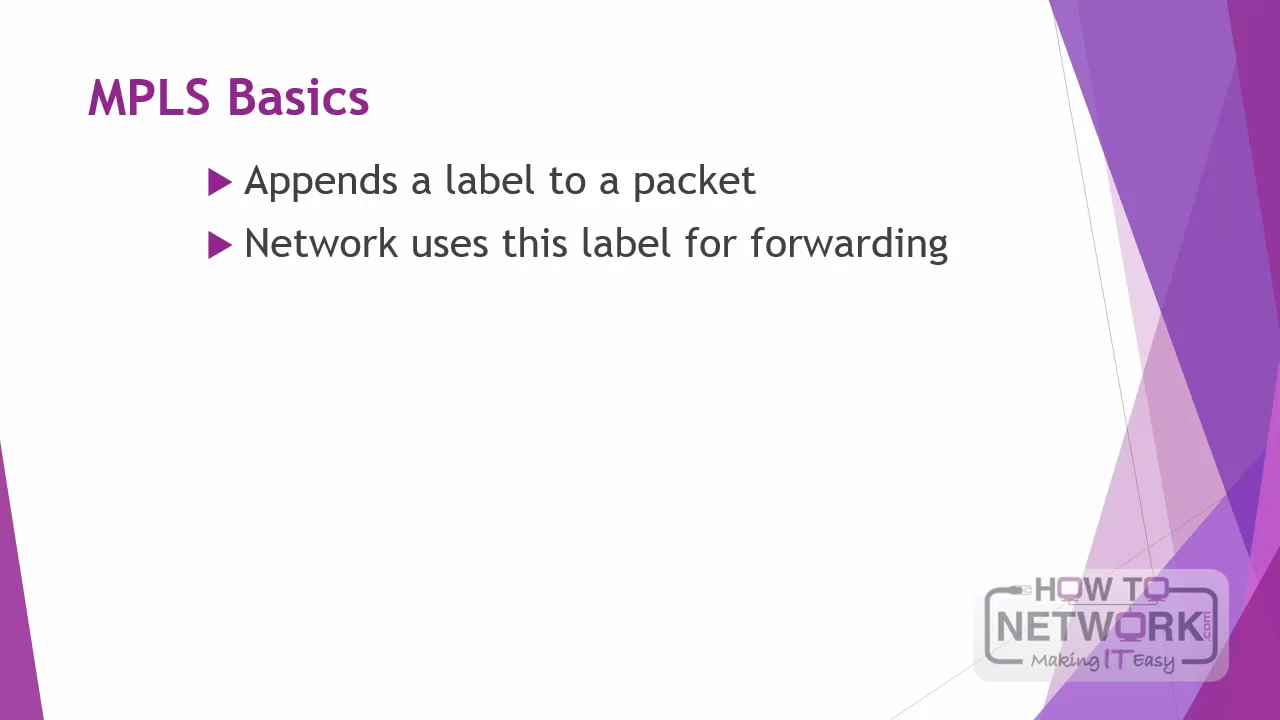 MPLS Basics
Appends a label to a packet
Network uses this label for forwarding
HOW TO
NETWORK.com
Making IT Easy